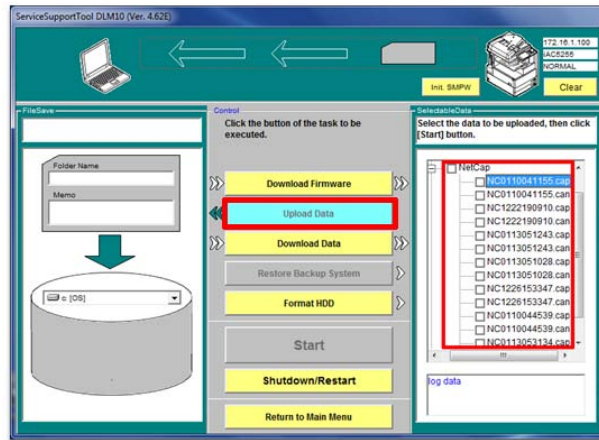 ServiceSupportTool DLM10 (Ver. 4.62E)
172.16.1.100
iAC5255
NORMAL
Init. SMPW
Clear
FileSave
Folder Name
Memo
c: [OS]
Control
Click the button of the task to be
executed.
Download Firmware
Upload Data
Download Data
Restore Backup System
Format HDD
Start
Shutdown/Restart
Return to Main Menu
SelectableData
Select the data to be uploaded, then click
[Start] button.
NetCap
NC0110041155.cap
NC0110041155.can
NC1222190910.cap
NC1222190910.can
NC0113051243.cap
NC0113051243.can
NC0113051028.cap
NC0113051028.can
NC1226153347.cap
NC1226153347.can
NC0110044539.cap
NC0110044539.can
NC0113053134.cap
log data